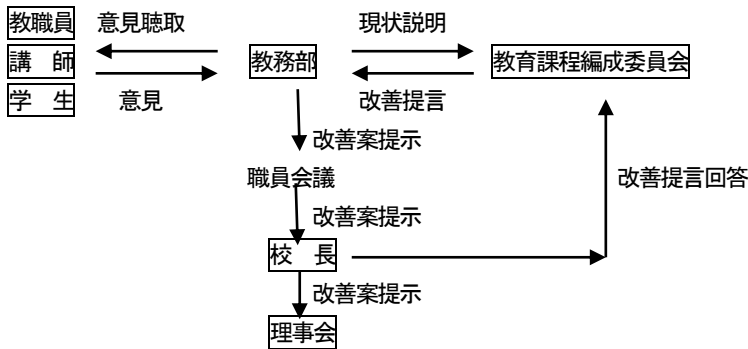 教職員 意見聴取 現状説明
講　師 教務部 教育課程編成委員会
学　生 意見 改善提言
改善案提示
職員会議 改善提言回答
改善案提示
校　長
改善案提示
理事会